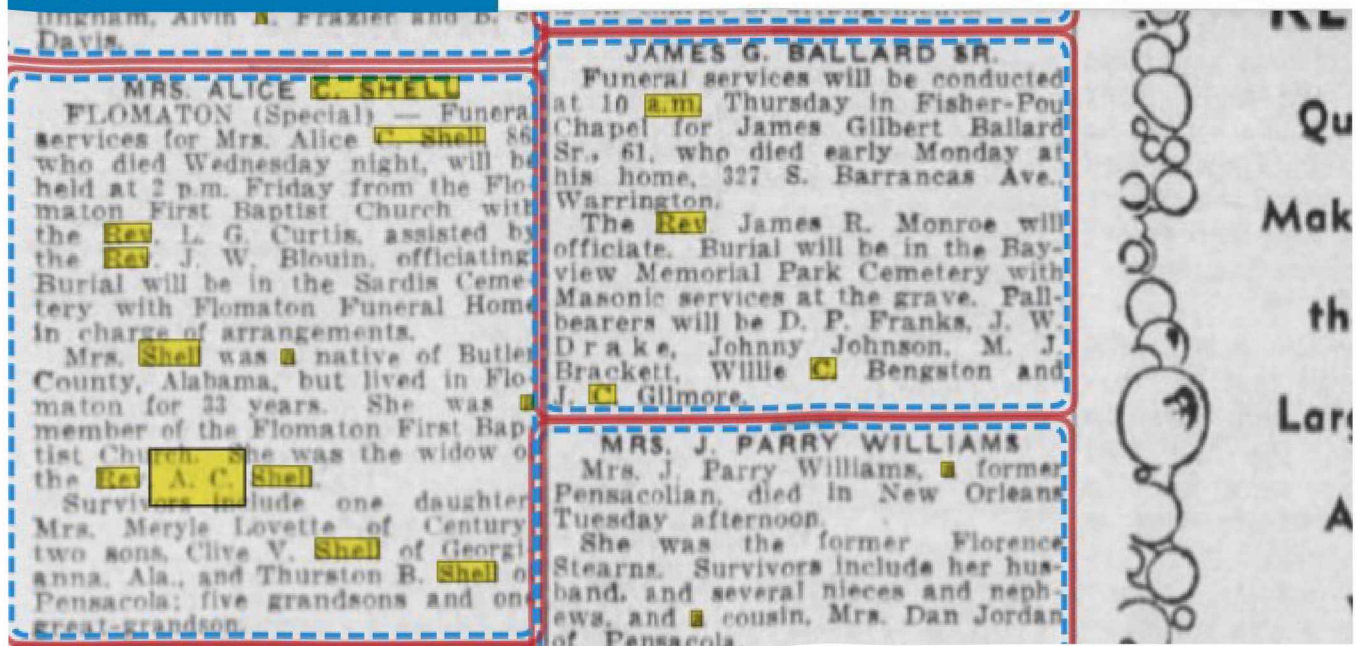 lingham, Alvin a. Frazier and B. S.
Davis.
MRS. ALICE C. SHELL
FLOMATON (Special) — Funera
services for Mrs. Alice C. Shell 86
who died Wednesday night, will be
held at 2 p.m. Friday from the Flo-
maton First Baptist Church with
the Rev. L. G. Curtis, assisted by
the Rev. J. W. Blouin, officiating
Burial will be in the Sardis Ceme-
tery with Flomaton Funeral Home
in charge of arrangements.
Mrs. Shell was a native of Butler
County, Alabama, but lived in Flo-
maton for 33 years. She was a
member of the Flomaton First Bap-
tist Church. She was the widow o
the Rev A. C. Shell.
Survivors include one daughter
Mrs. Meryle Lovette of Century
two sons, Clive V. Shell of Georgi-
anna, Ala., and Thurston B. Shell o
Pensacola; five grandsons and one
great-grandson.
JAMES G. BALLARD SR.
Funeral services will be conducted
at 10 a.m. Thursday in Fisher-Pou
Chapel for James Gilbert Ballard
Sr., 61, who died early Monday at
his home, 327 S. Barrancas Ave.,
Warrington.
The Rev James R. Monroe will
officiate. Burial will be in the Bay-
view Memorial Park Cemetery with
Masonic services at the grave. Pall-
bearers will be D. P. Franks, J. W.
Drake, Johnny Johnson, M. J.
Brackett, Willie C. Bengston and
J. C. Gilmore.
MRS. J. PARRY WILLIAMS
Mrs. J. Parry Williams, a former
Pensacolian, died in New Orleans
Tuesday afternoon.
She was the former Florence
Stearns. Survivors include her hus-
band, and several nieces and neph-
ews, and a cousin, Mrs. Dan Jordan
of Pensacola.
Qu
Mak
th
Larg
A